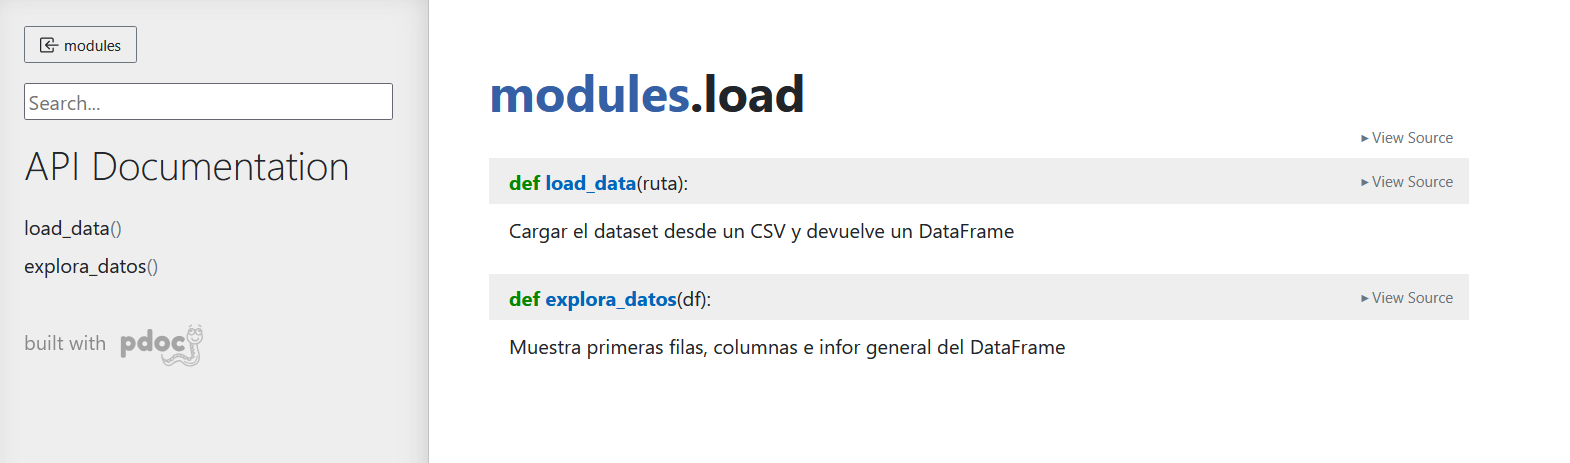 modules
Search...
API Documentation
load_data()
explora_datos()
built with pdoc
modules.load
▸ View Source
def load_data(ruta):
▸ View Source
Cargar el dataset desde un CSV y devuelve un DataFrame
def explora_datos(df):
▸ View Source
Muestra primeras filas, columnas e infor general del DataFrame